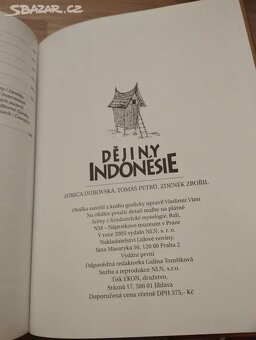 SBAZAR.CZ
DĚJINY
INDONÉSIE
ZORICA DUBOVSKÁ, TOMÁŠ PETRŮ, ZDENĚK ZBOŘIL
Obálku navrhl a knihu graficky upravil Vladimír Vimr
Na obálce použit detail malby na plátně
Scény z hinduistické mytologie, Bali,
NM – Náprstkovo muzeum v Praze
V roce 2005 vydalo NLN, s. r. o.
Nakladatelství Lidové noviny,
Jana Masaryka 56, 120 00 Praha 2
Vydání první
Odpovědná redaktorka Galina Tomíšková
Sazba a reprodukce NLN, s.r.o.
Tisk EKON, družstvo,
Srázná 17, 586 01 Jihlava
Doporučená cena včetně DPH 375,- Kč